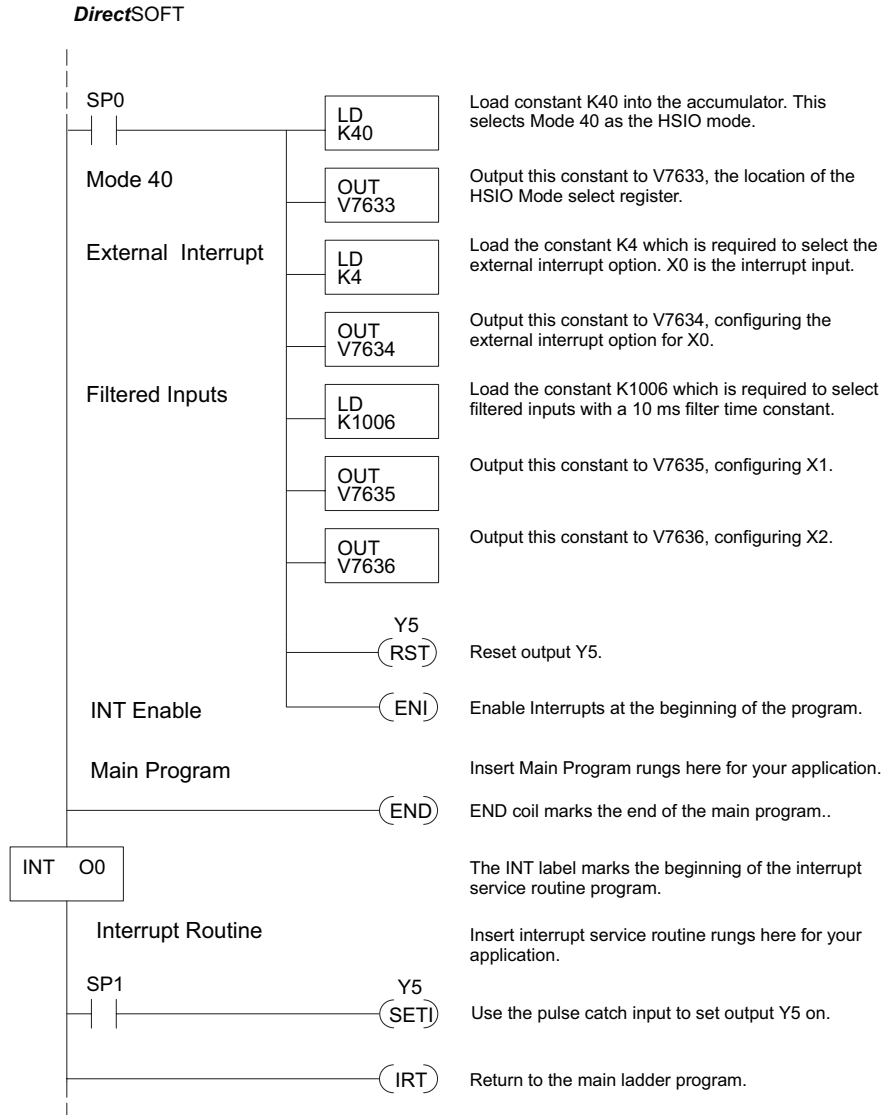 DirectSOFT
SP0
LD
K40
Load constant K40 into the accumulator. This
selects Mode 40 as the HSIO mode.
Mode 40
OUT
V7633
Output this constant to V7633, the location of the
HSIO Mode select register.
External Interrupt
LD
K4
Load the constant K4 which is required to select the
external interrupt option. X0 is the interrupt input.
OUT
V7634
Output this constant to V7634, configuring the
external interrupt option for X0.
Filtered Inputs
LD
K1006
Load the constant K1006 which is required to select
filtered inputs with a 10 ms filter time constant.
OUT
V7635
Output this constant to V7635, configuring X1.
OUT
V7636
Output this constant to V7636, configuring X2.
Y5
RST
Reset output Y5.
INT Enable
ENI
Enable Interrupts at the beginning of the program.
Main Program
Insert Main Program rungs here for your application.
END
END coil marks the end of the main program..
INT O0
The INT label marks the beginning of the interrupt
service routine program.
Interrupt Routine
Insert interrupt service routine rungs here for your
application.
SP1
Y5
SETI
Use the pulse catch input to set output Y5 on.
IRT
Return to the main ladder program.